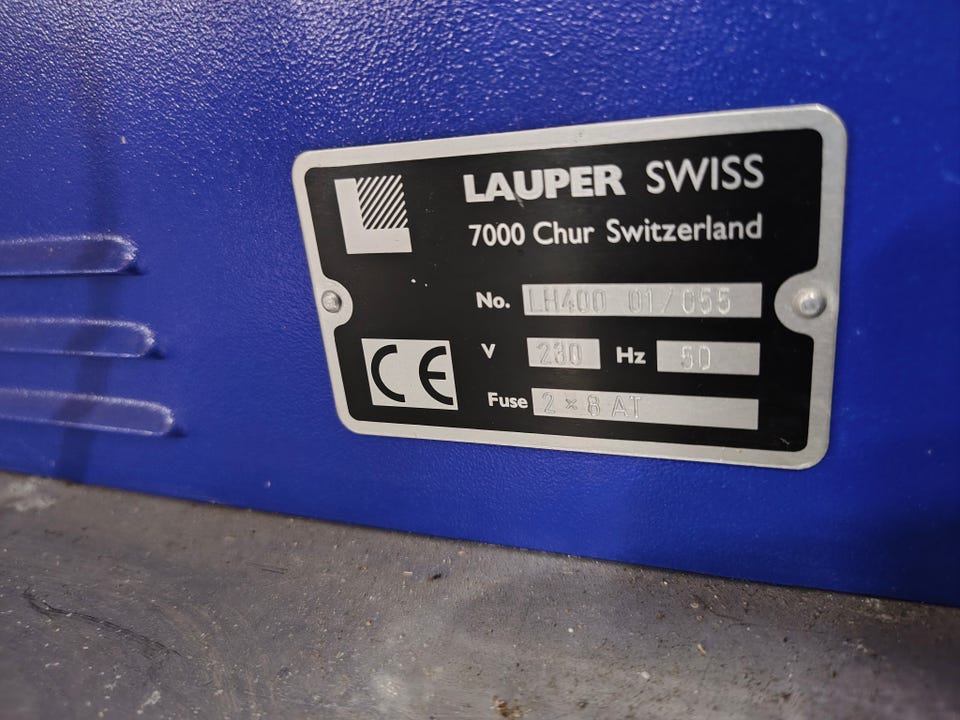 LAUPER SWISS
7000 Chur Switzerland
No. LH400 01/055
V 230 Hz 50
CE
Fuse 2 x 8 AT